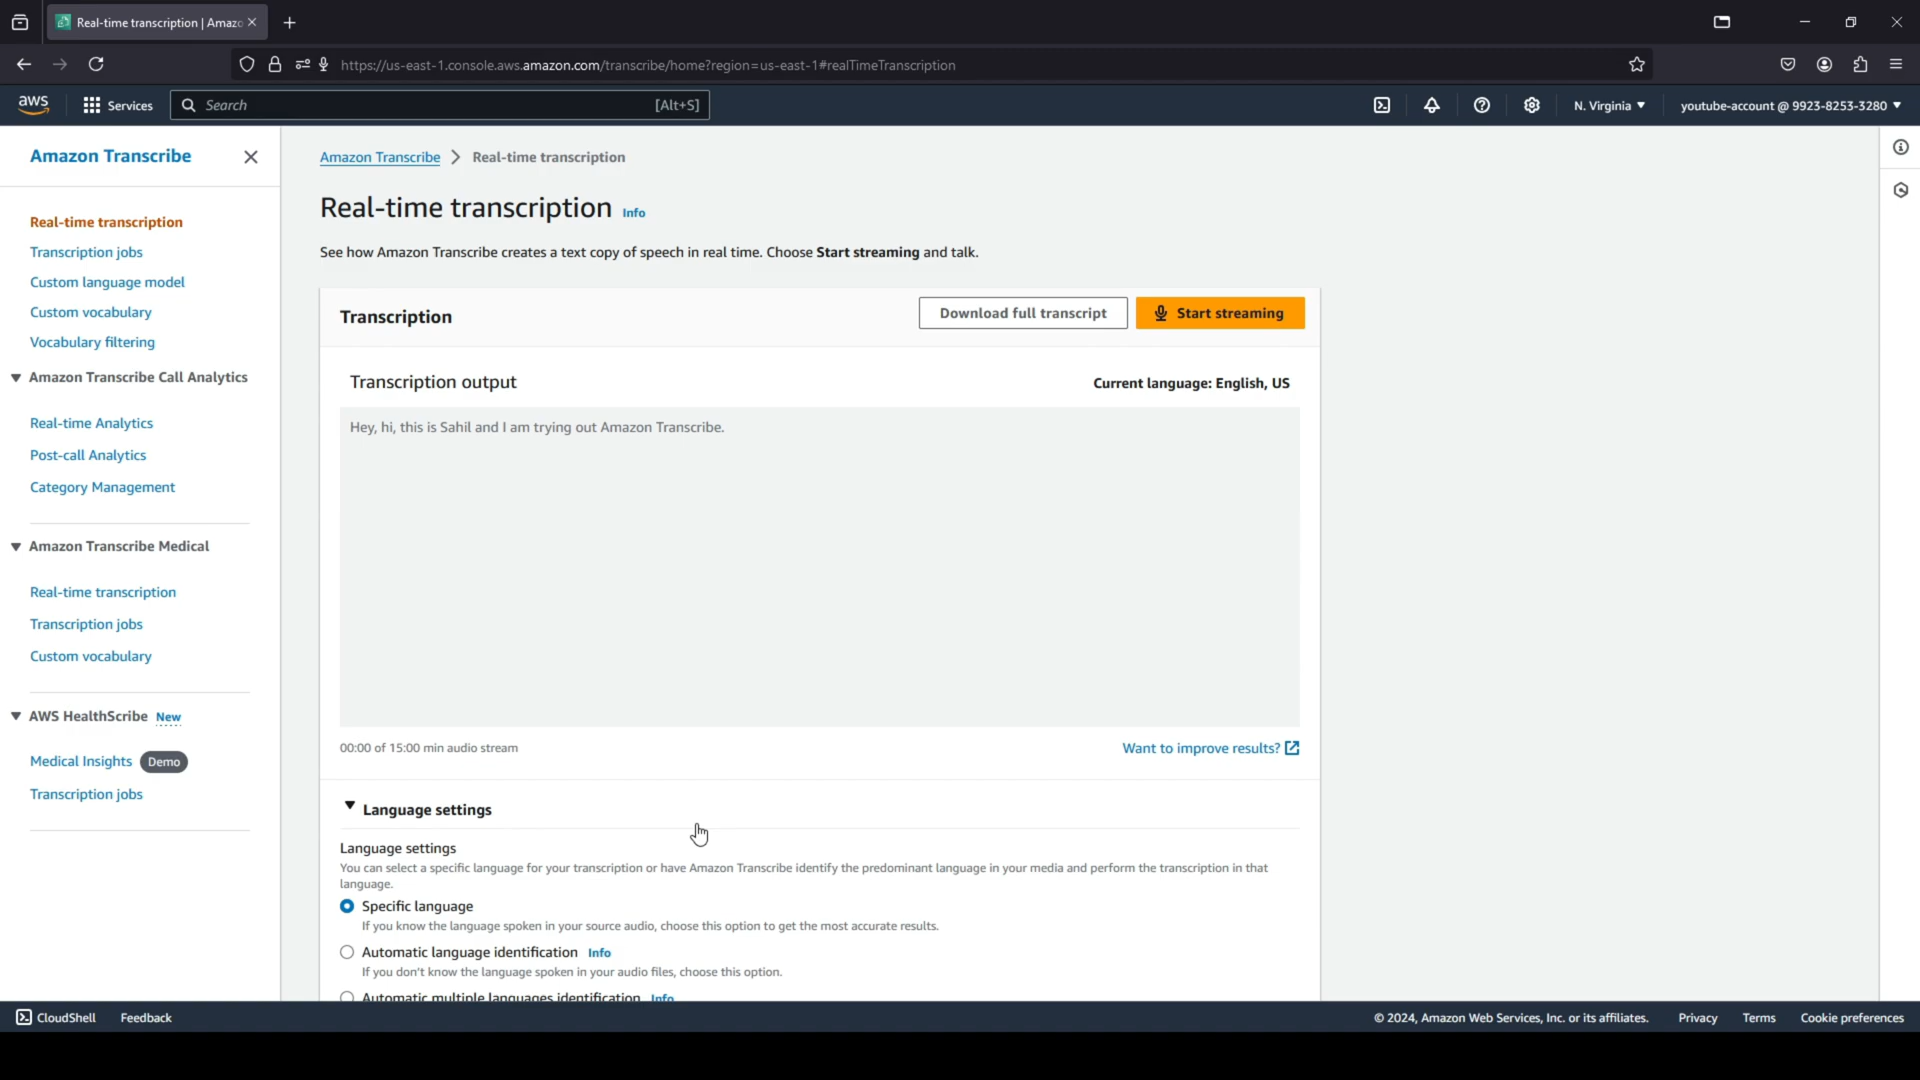 Real-time transcription | Amazo
https://us-east-1.console.aws.amazon.com/transcribe/home?region=us-east-1#realTimeTranscription
aws
Services
Search
[Alt+S]
N. Virginia
youtube-account @ 9923-8253-3280
Amazon Transcribe
Real-time transcription
Transcription jobs
Custom language model
Custom vocabulary
Vocabulary filtering
Amazon Transcribe Call Analytics
Real-time Analytics
Post-call Analytics
Category Management
Amazon Transcribe Medical
Real-time transcription
Transcription jobs
Custom vocabulary
AWS HealthScribe New
Medical Insights Demo
Transcription jobs
Amazon Transcribe > Real-time transcription
Real-time transcription Info
See how Amazon Transcribe creates a text copy of speech in real time. Choose Start streaming and talk.
Transcription
Download full transcript
Start streaming
Transcription output
Current language: English, US
Hey, hi, this is Sahil and I am trying out Amazon Transcribe.
00:00 of 15:00 min audio stream
Want to improve results?
Language settings
Language settings
You can select a specific language for your transcription or have Amazon Transcribe identify the predominant language in your media and perform the transcription in that
language.
Specific language
If you know the language spoken in your source audio, choose this option to get the most accurate results.
Automatic language identification Info
If you don't know the language spoken in your audio files, choose this option.
Automatic multiple languages identification Info
CloudShell
Feedback
© 2024, Amazon Web Services, Inc. or its affiliates.
Privacy
Terms
Cookie preferences